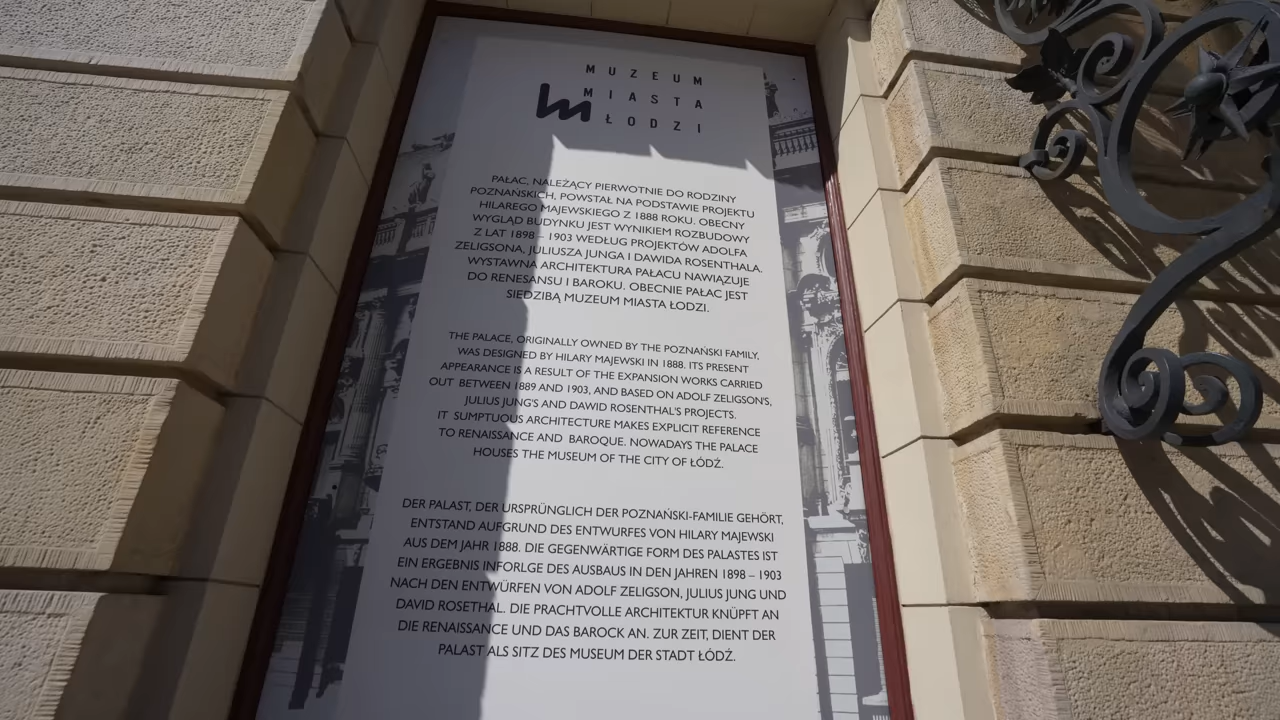 MUZEUM
MIASTA
ŁODZI
PAŁAC, NALEŻĄCY PIERWOTNIE DO RODZINY
POZNAŃSKICH, POWSTAŁ NA PODSTAWIE PROJEKTU
HILAREGO MAJEWSKIEGO Z 1888 ROKU. OBECNY
WYGLĄD BUDYNKU JEST WYNIKIEM ROZBUDOWY
Z LAT 1898 – 1903 WEDŁUG PROJEKTÓW ADOLFA
ZELIGSONA, JULIUSZA JUNGA I DAWIDA ROSENTHALA.
WYSTAWNA ARCHITEKTURA PAŁACU NAWIĄZUJE
DO RENESANSU I BAROKU. OBECNIE PAŁAC JEST
SIEDZIBĄ MUZEUM MIASTA ŁODZI.
THE PALACE, ORIGINALLY OWNED BY THE POZNAŃSKI FAMILY,
WAS DESIGNED BY HILARY MAJEWSKI IN 1888. ITS PRESENT
APPEARANCE IS A RESULT OF THE EXPANSION WORKS CARRIED
OUT BETWEEN 1889 AND 1903, AND BASED ON ADOLF ZELIGSON'S,
JULIUS JUNG'S AND DAWID ROSENTHAL'S PROJECTS.
IT SUMPTUOUS ARCHITECTURE MAKES EXPLICIT REFERENCE
TO RENAISSANCE AND BAROQUE. NOWADAYS THE PALACE
HOUSES THE MUSEUM OF THE CITY OF ŁÓDŹ.
DER PALAST, DER URSPRÜNGLICH DER POZNAŃSKI-FAMILIE GEHÖRT,
ENTSTAND AUFGRUND DES ENTWURFES VON HILARY MAJEWSKI
AUS DEM JAHR 1888. DIE GEGENWÄRTIGE FORM DES PALASTES IST
EIN ERGEBNIS INFORLGE DES AUSBAUS IN DEN JAHREN 1898 – 1903
NACH DEN ENTWÜRFEN VON ADOLF ZELIGSON, JULIUS JUNG UND
DAVID ROSETHAL. DIE PRACHTVOLLE ARCHITEKTUR KNÜPFT AN
DIE RENAISSANCE UND DAS BAROCK AN. ZUR ZEIT, DIENT DER
PALAST ALS SITZ DES MUSEUM DER STADT ŁÓDŹ.